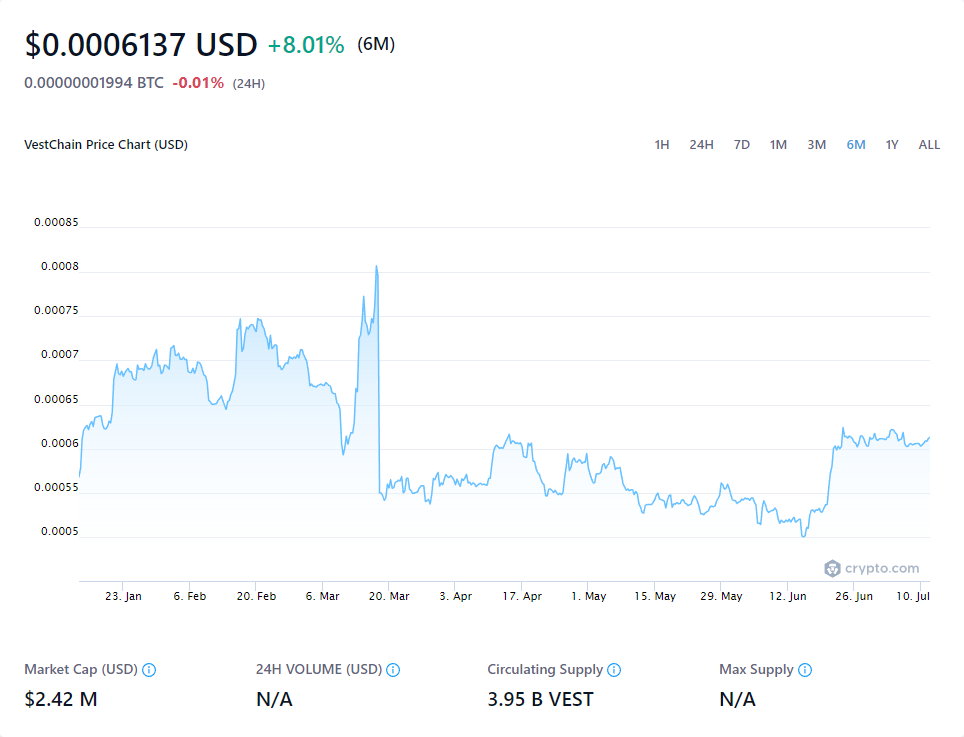 $0.0006137 USD +8.01% (6M)
0.00000001994 BTC -0.01% (24H)
VestChain Price Chart (USD) 1H 24H 7D 1M 3M 6M 1Y ALL
0.00085
0.0008
0.00075
0.0007
0.00065
0.0006
0.00055
0.0005
crypto.com
23. Jan 6. Feb 20. Feb 6. Mar 20. Mar 3. Apr 17. Apr 1. May 15. May 29. May 12. Jun 26. Jun 10. Jul
Market Cap (USD) 24H VOLUME (USD) Circulating Supply Max Supply
$2.42 M N/A 3.95 B VEST N/A